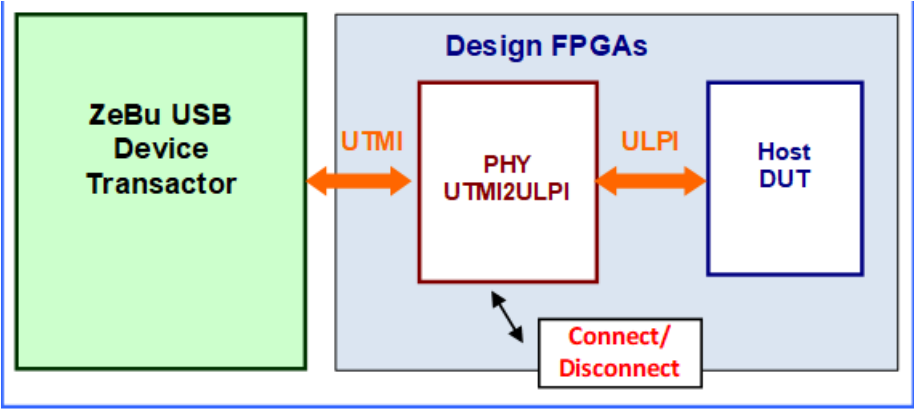 Design FPGAs
ZeBu USB
Device
Transactor
UTMI
PHY
UTMI2ULPI
ULPI
Host
DUT
Connect/
Disconnect